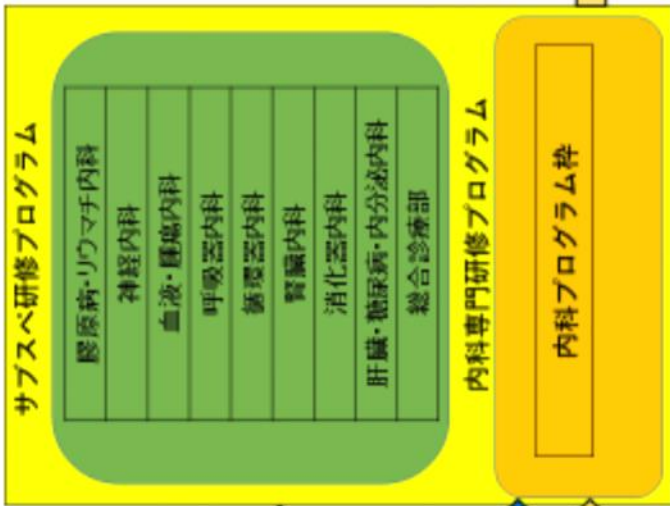 サブスペ研修プログラム
膠原病・リウマチ内科
神経内科
血液・腫瘍内科
呼吸器内科
循環器内科
腎臓内科
消化器内科
肝臓・糖尿病・内分泌内科
総合診療部
内科専門研修プログラム
内科プログラム枠